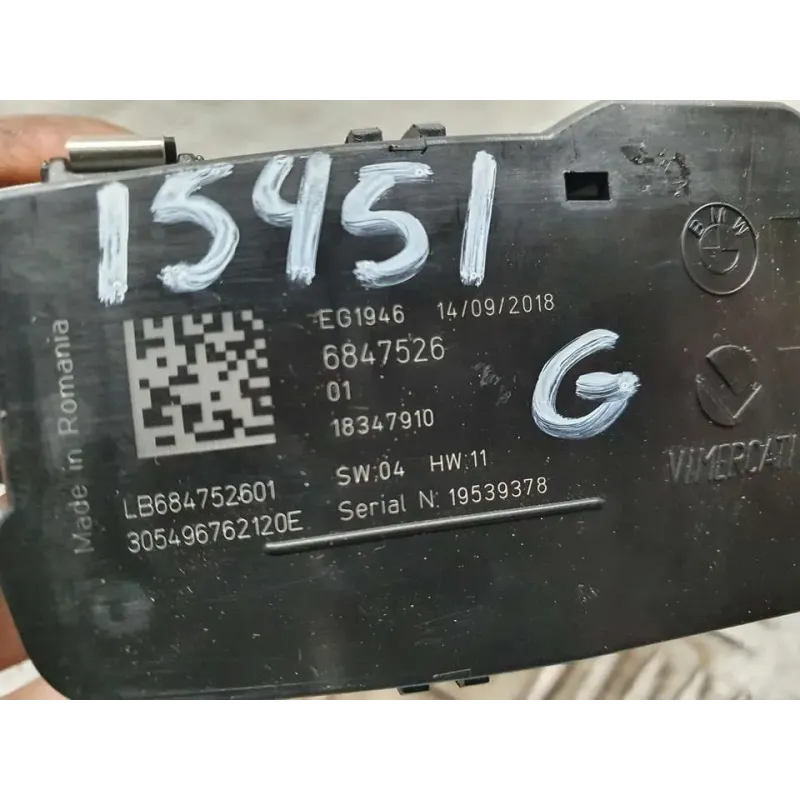 15451
BMW
EG1946 14/09/2018
6847526
01
18347910
G
SW:04 HW:11
Serial N: 19539378
VIMERCATI
LB684752601
305496762120E
Made in Romania